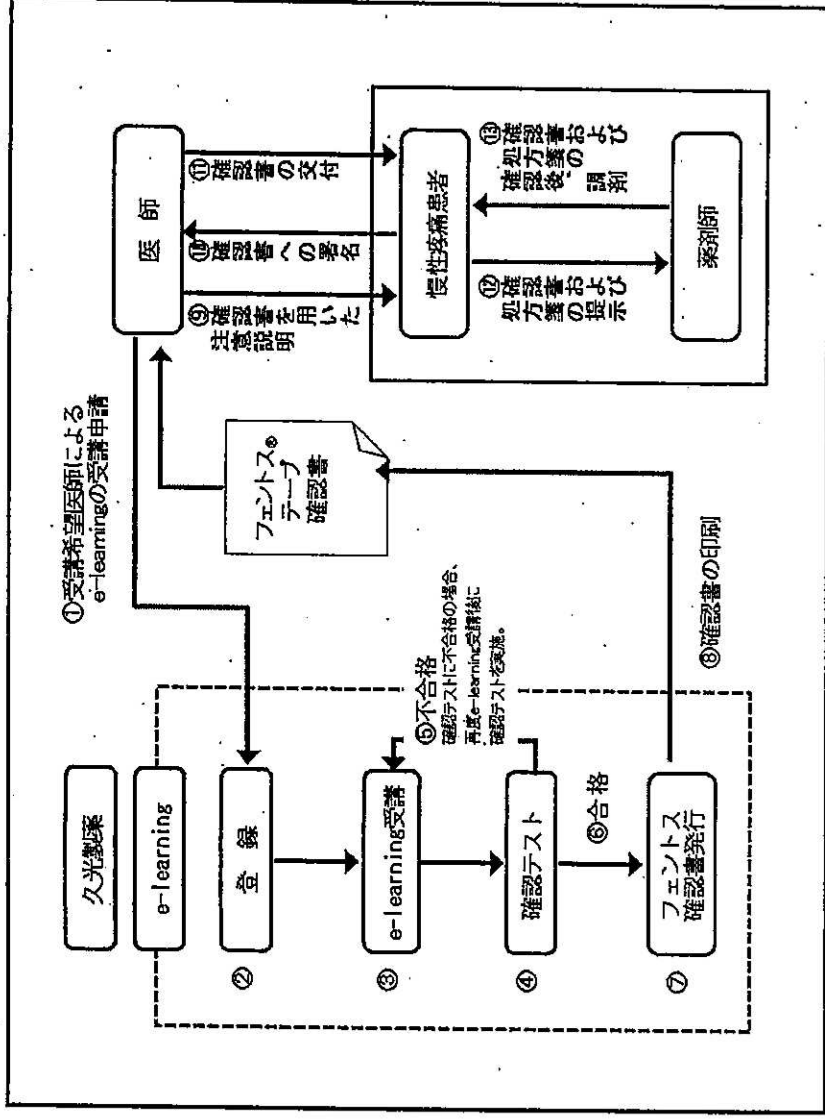 久光製薬
e-learning
①受講希望医師による
e-learningの受講申請
② 登 録
③ e-learning受講
④ 確認テスト
⑤不合格
確認テストに不合格の場合、
再度e-learning受講後に
確認テストを実施。
⑥合格
⑦ フェントス
確認書発行
⑧確認書の印刷
フェントス®
テープ
確認書
医 師
⑨確認書を用いた
注意説明
⑩確認書への署名
⑪確認書の交付
慢性疼痛患者
⑫確認書および
処方箋の提示
⑬確認書および
処方箋の
確認後、調剤
薬剤師